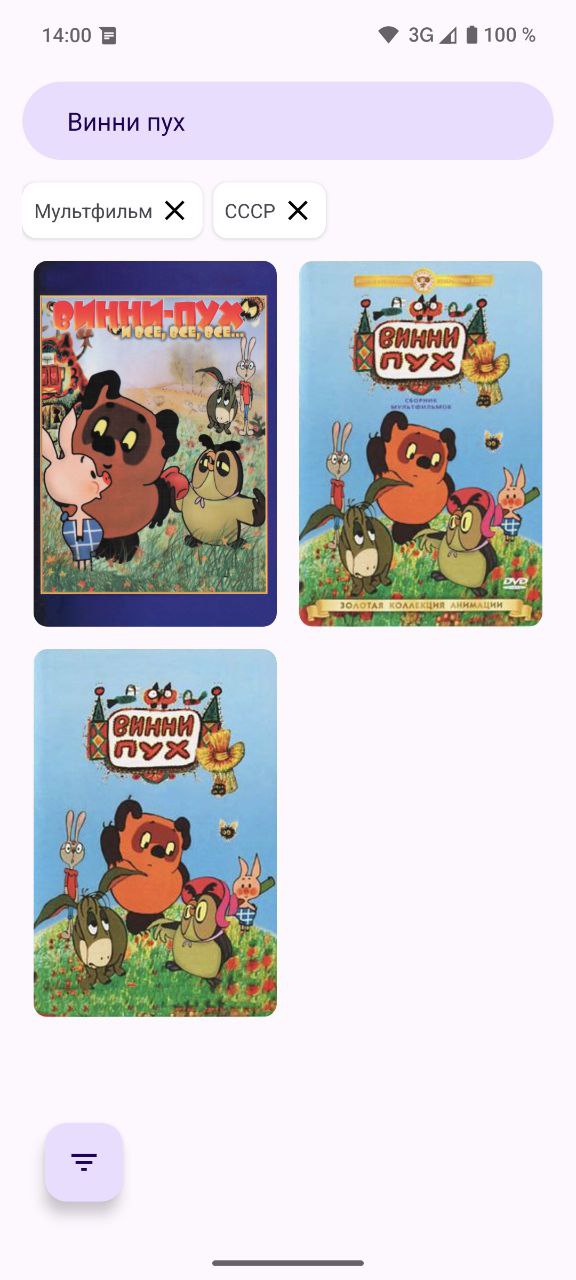 14:00
3G
100 %
Винни пух
Мультфильм
СССР
ВИННИ-ПУХ
И ВСЕ, ВСЕ, ВСЕ...
ВИННИ
ПУХ
СБОРНИК
МУЛЬТФИЛЬМОВ
DVD
ЗОЛОТАЯ КОЛЛЕКЦИЯ АНИМАЦИИ
ВИННИ
ПУХ